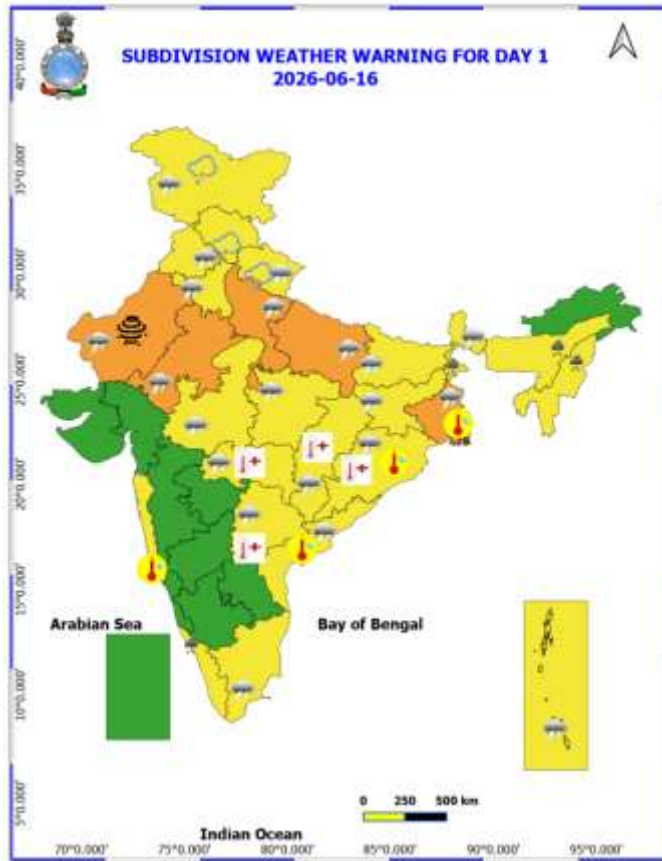 SUBDIVISION WEATHER WARNING FOR DAY 1
2026-06-16
40°0.000'
35°0.000'
30°0.000'
25°0.000'
20°0.000'
15°0.000'
10°0.000'
5°0.000'
Arabian Sea
Bay of Bengal
0 250 500 km
Indian Ocean
70°0.000' 75°0.000' 80°0.000' 85°0.000' 90°0.000' 95°0.000'